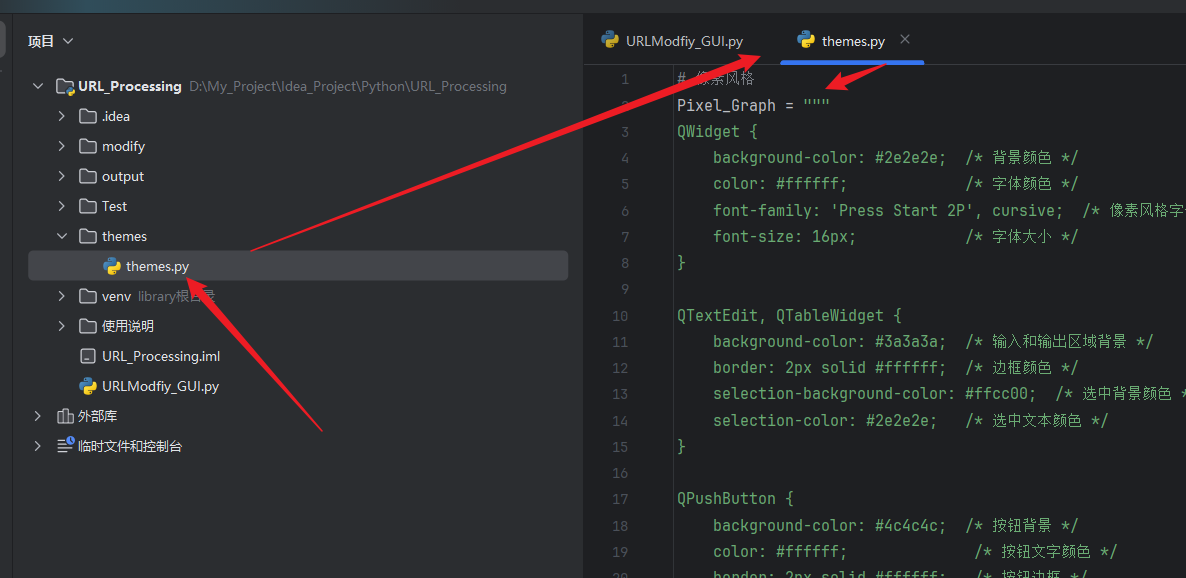 项目
URL_Processing D:\My_Project\Idea_Project\Python\URL_Processing
.idea
modify
output
Test
themes
themes.py
venv library根目录
使用说明
URL_Processing.iml
URLModfiy_GUI.py
外部库
临时文件和控制台
URLModfiy_GUI.py
themes.py
1 # 像素风格
2 Pixel_Graph = """
3 QWidget {
4 background-color: #2e2e2e; /* 背景颜色 */
5 color: #ffffff; /* 字体颜色 */
6 font-family: 'Press Start 2P', cursive; /* 像素风格字
7 font-size: 16px; /* 字体大小 */
8 }
9
10 QTextEdit, QTableWidget {
11 background-color: #3a3a3a; /* 输入和输出区域背景 */
12 border: 2px solid #ffffff; /* 边框颜色 */
13 selection-background-color: #ffcc00; /* 选中背景颜色 *
14 selection-color: #2e2e2e; /* 选中文本颜色 */
15 }
16
17 QPushButton {
18 background-color: #4c4c4c; /* 按钮背景 */
19 color: #ffffff; /* 按钮文字颜色 */
20 border: 2px solid #ffffff; /* 按钮边框 */